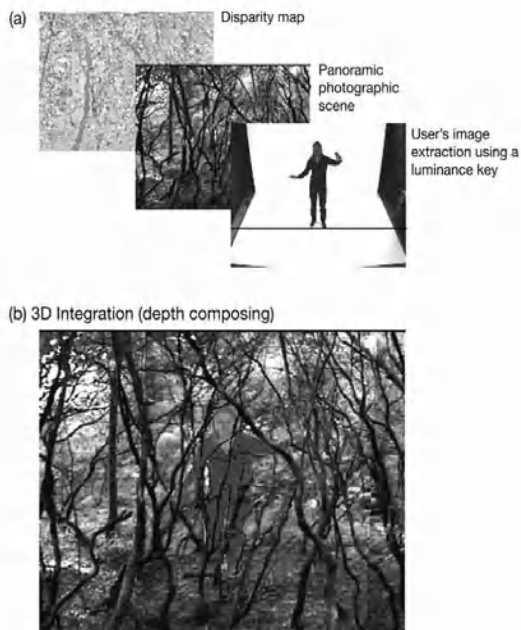 (a)
Disparity map
Panoramic
photographic
scene
User's image
extraction using a
luminance key
(b) 3D Integration (depth composing)